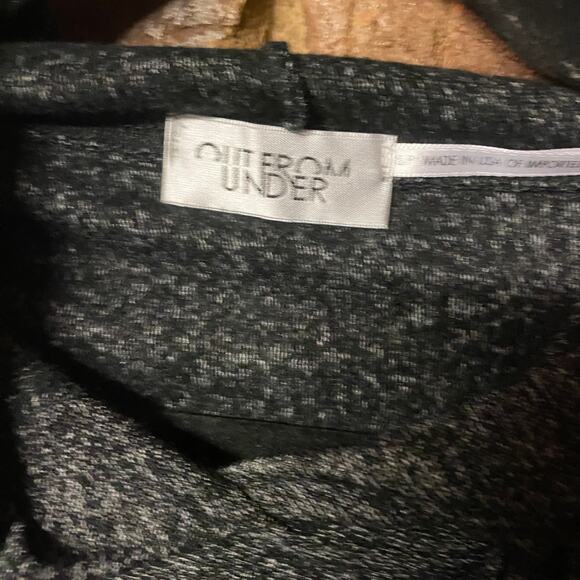 OUT FROM
UNDER
MADE IN USA OF IMPORTED